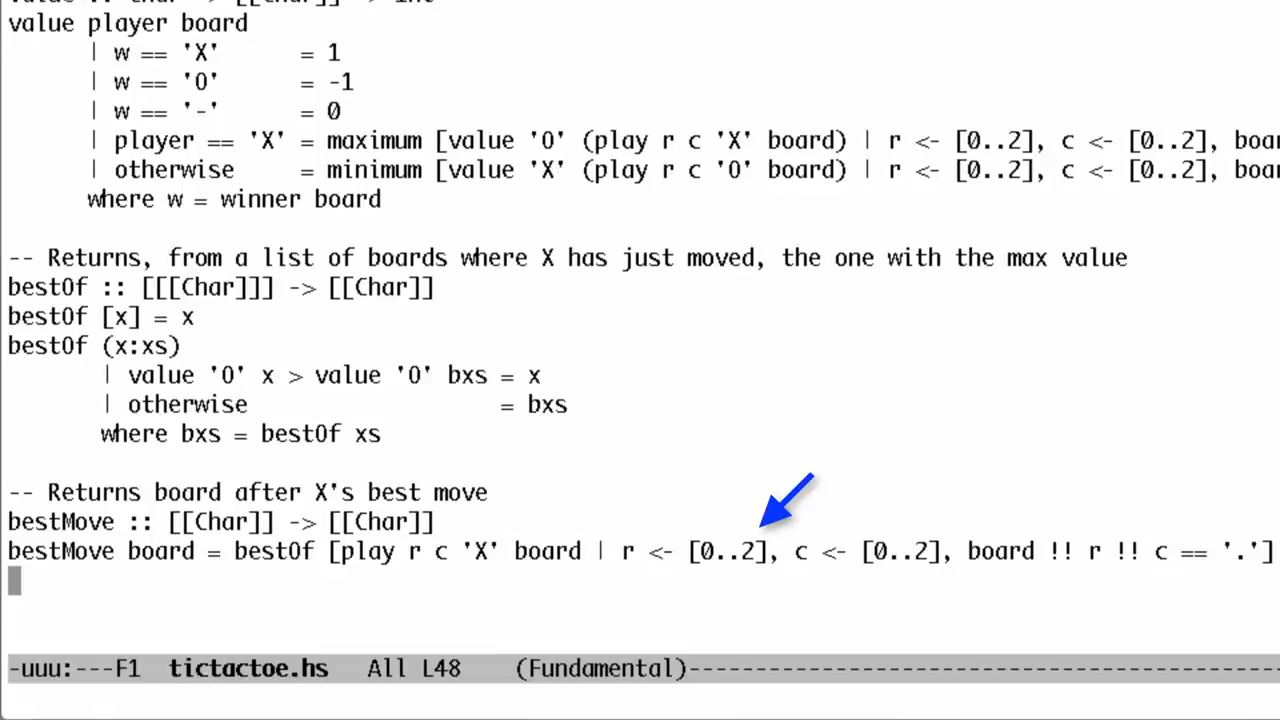 value :: Char -> [[Char]] -> Int
value player board
| w == 'X' = 1
| w == 'O' = -1
| w == '-' = 0
| player == 'X' = maximum [value 'O' (play r c 'X' board) | r <- [0..2], c <- [0..2], boar
| otherwise = minimum [value 'X' (play r c 'O' board) | r <- [0..2], c <- [0..2], boar
where w = winner board
-- Returns, from a list of boards where X has just moved, the one with the max value
bestOf :: [[[Char]]] -> [[Char]]
bestOf [x] = x
bestOf (x:xs)
| value 'O' x > value 'O' bxs = x
| otherwise = bxs
where bxs = bestOf xs
-- Returns board after X's best move
bestMove :: [[Char]] -> [[Char]]
bestMove board = bestOf [play r c 'X' board | r <- [0..2], c <- [0..2], board !! r !! c == '.']
-uuu:---F1 tictactoe.hs All L48 (Fundamental)--------------------------------------------